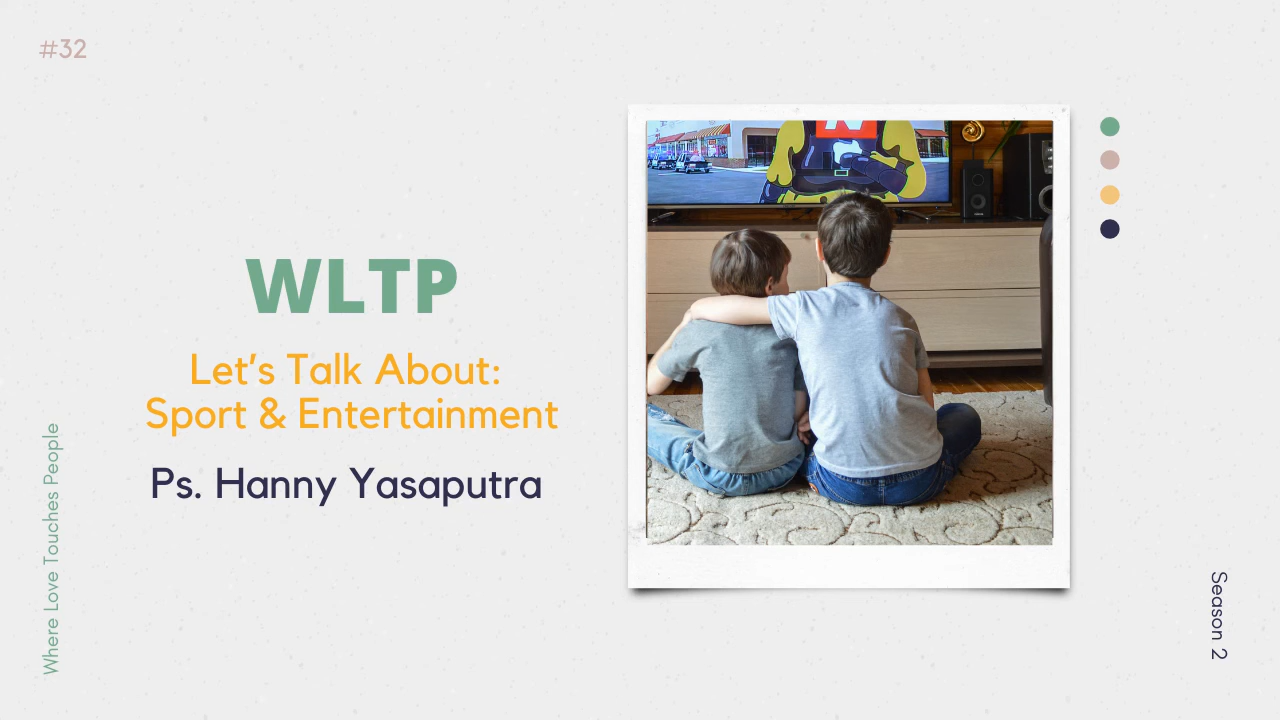 #32
WLTP
Let's Talk About:
Sport & Entertainment
Ps. Hanny Yasaputra
Where Love Touches People
Season 2